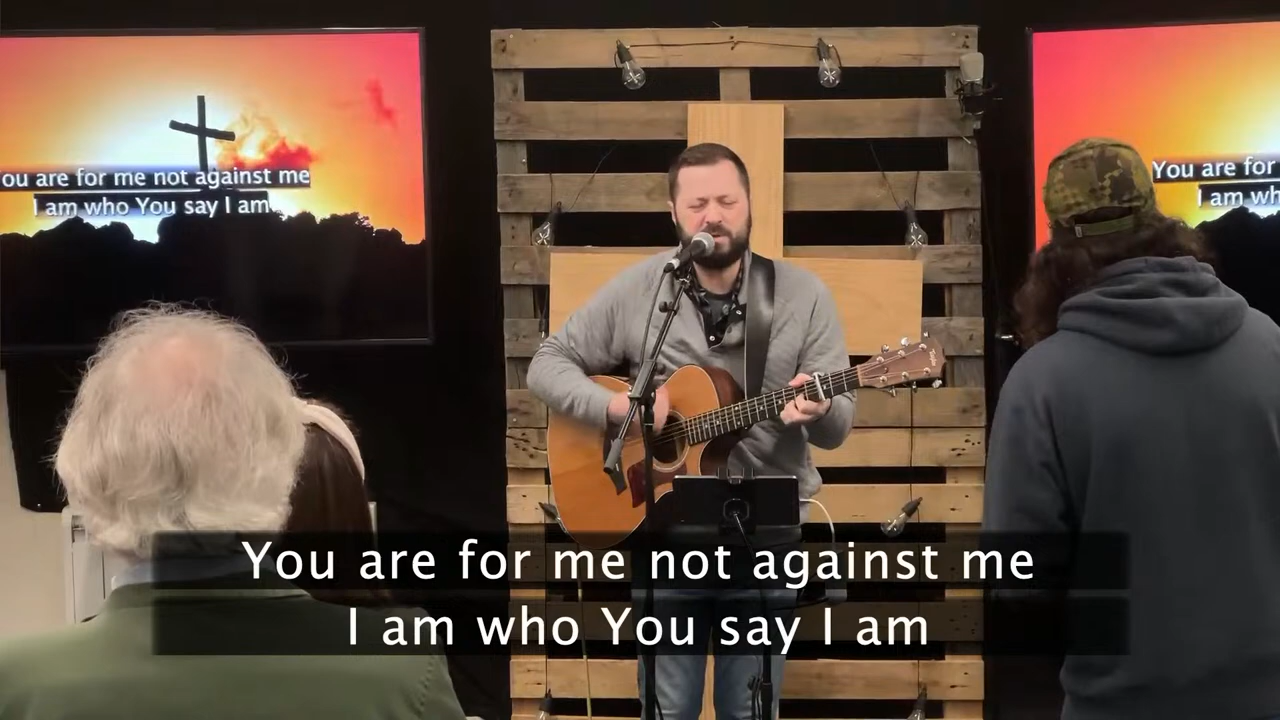 ou are for me not against me
I am who You say I am
You are for
I am wh
You are for me not against me
I am who You say I am